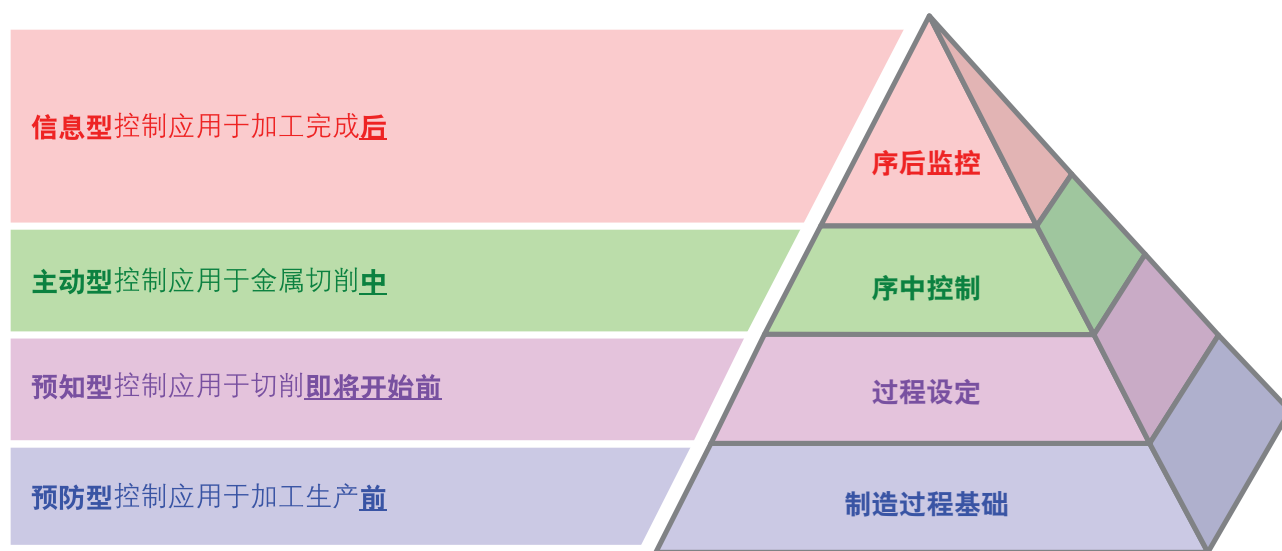 信息型控制应用于加工完成后
序后监控
主动型控制应用于金属切削中
序中控制
预知型控制应用于切削即将开始前
过程设定
预防型控制应用于加工生产前
制造过程基础